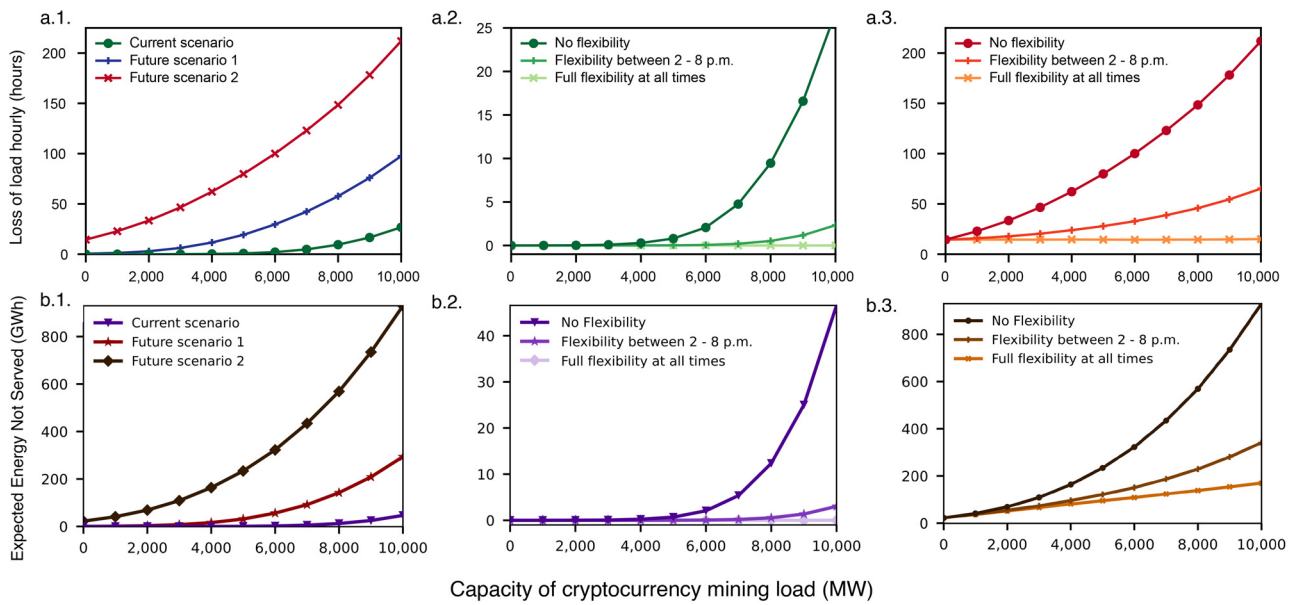 a.1.
a.2.
a.3.
Loss of load hourly (hours)
200
150
100
50
0
Current scenario
Future scenario 1
Future scenario 2
0 2,000 4,000 6,000 8,000 10,000
25
20
15
10
5
0
No flexibility
Flexibility between 2 - 8 p.m.
Full flexibility at all times
0 2,000 4,000 6,000 8,000 10,000
200
150
100
50
0
No flexibility
Flexibility between 2 - 8 p.m.
Full flexibility at all times
0 2,000 4,000 6,000 8,000 10,000
b.1.
b.2.
b.3.
Expected Energy Not Served (GWh)
800
600
400
200
0
Current scenario
Future scenario 1
Future scenario 2
0 2,000 4,000 6,000 8,000 10,000
40
30
20
10
0
No Flexibility
Flexibility between 2 - 8 p.m.
Full flexibility at all times
0 2,000 4,000 6,000 8,000 10,000
800
600
400
200
0
No Flexibility
Flexibility between 2 - 8 p.m.
Full flexibility at all times
0 2,000 4,000 6,000 8,000 10,000
Capacity of cryptocurrency mining load (MW)